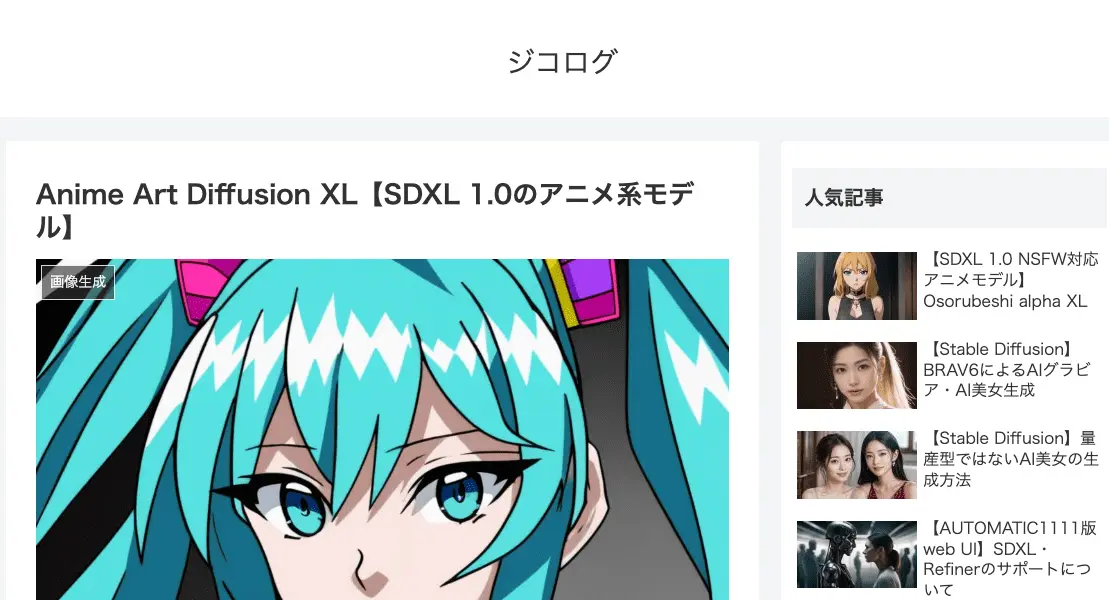 ジコログ
Anime Art Diffusion XL【SDXL 1.0のアニメ系モデ
ル】
画像生成
人気記事
【SDXL 1.0 NSFW対応
アニメモデル】
Osorubeshi alpha XL
【Stable Diffusion】
BRAV6によるAIグラビ
ア・AI美女生成
【Stable Diffusion】量
産型ではないAI美女の生
成方法
【AUTOMATIC1111版
web UI】SDXL・
Refinerのサポートにつ
いて